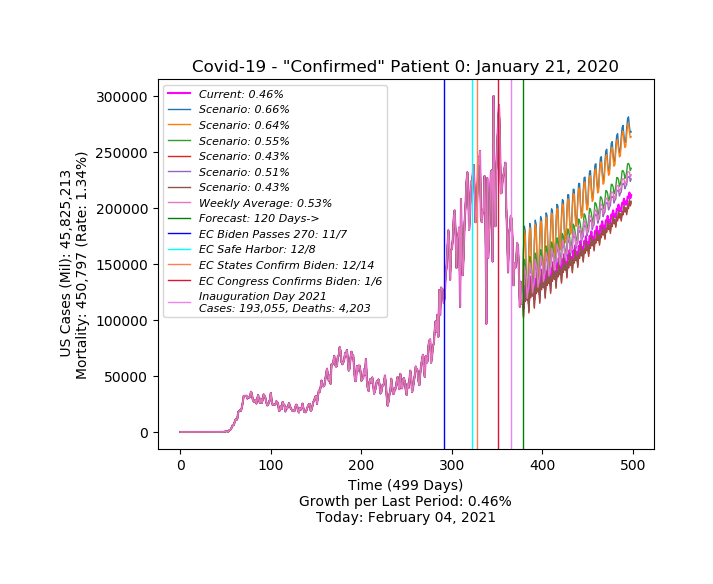 Covid-19 - "Confirmed" Patient 0: January 21, 2020
US Cases (Mil): 45,825,213
Mortality: 450,797 (Rate: 1.34%)
300000
250000
200000
150000
100000
50000
0
Current: 0.46%
Scenario: 0.66%
Scenario: 0.64%
Scenario: 0.55%
Scenario: 0.43%
Scenario: 0.51%
Scenario: 0.43%
Weekly Average: 0.53%
Forecast: 120 Days->
EC Biden Passes 270: 11/7
EC Safe Harbor: 12/8
EC States Confirm Biden: 12/14
EC Congress Confirms Biden: 1/6
Inauguration Day 2021
Cases: 193,055, Deaths: 4,203
0 100 200 300 400 500
Time (499 Days)
Growth per Last Period: 0.46%
Today: February 04, 2021